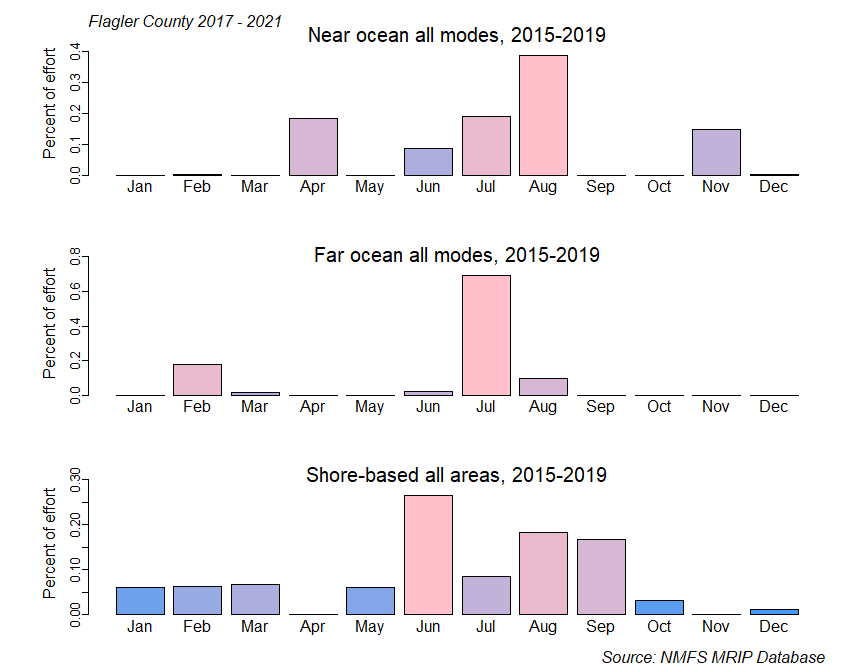 Flagler County 2017 - 2021
Near ocean all modes, 2015-2019
Percent of effort
0.4
0.3
0.2
0.1
0.0
Jan Feb Mar Apr May Jun Jul Aug Sep Oct Nov Dec
Far ocean all modes, 2015-2019
Percent of effort
0.8
0.6
0.4
0.2
0.0
Jan Feb Mar Apr May Jun Jul Aug Sep Oct Nov Dec
Shore-based all areas, 2015-2019
Percent of effort
0.30
0.20
0.10
0.00
Jan Feb Mar Apr May Jun Jul Aug Sep Oct Nov Dec
Source: NMFS MRIP Database